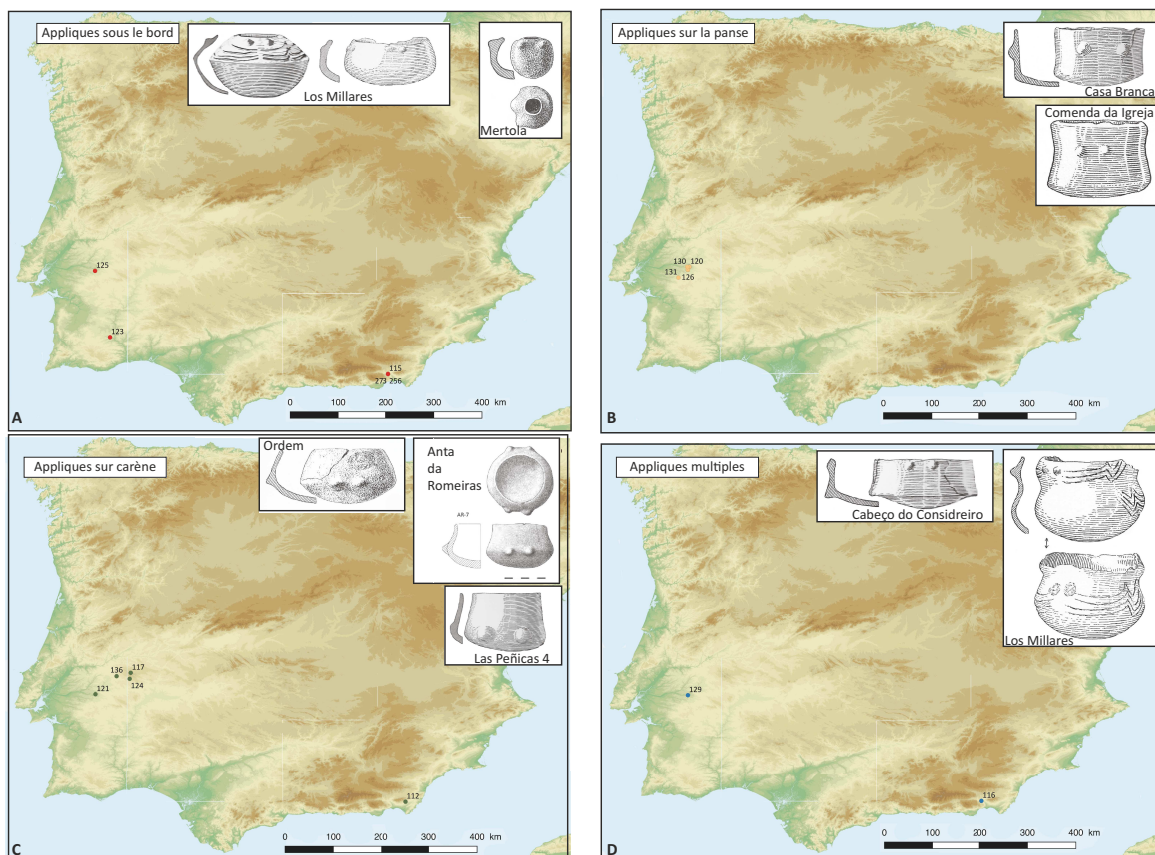 Appliques sous le bord
Los Millares
Mertola
125
123
115
273 256
0 100 200 300 400 km
A
Appliques sur la panse
Casa Branca
Comenda da Igreja
130 120
131 126
0 100 200 300 400 km
B
Appliques sur carène
Ordem
Anta
da
Romeiras
AR-7
Las Peñicas 4
136 117
124
121
112
0 100 200 300 400 km
C
Appliques multiples
Cabeço do Considreiro
Los Millares
129
116
0 100 200 300 400 km
D